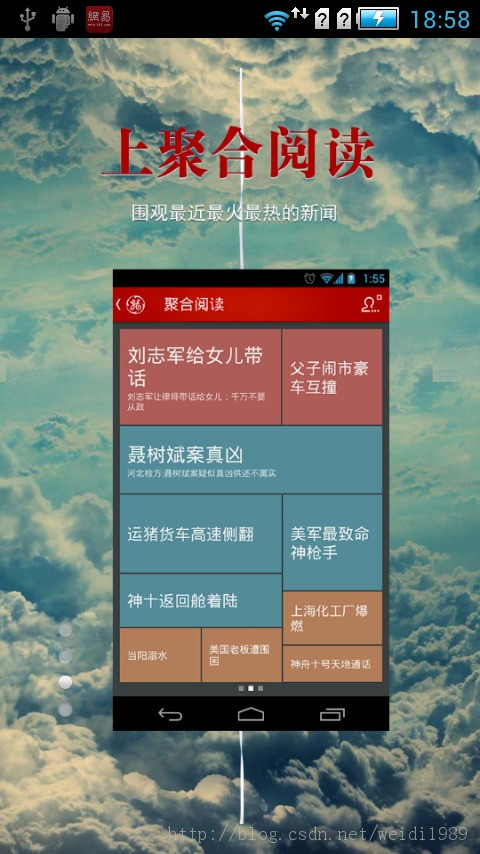 網易
? ?
18:58
上聚合阅读
围观最近最火最热的新闻
1:55
聚合阅读
刘志军给女儿带
话
刘志军让律师带话给女儿：千万不要
从政
父子闹市豪
车互撞
聂树斌案真凶
河北检方:聂树斌案疑似真凶供述不属实
运猪货车高速侧翻
美军最致命
神枪手
神十返回舱着陆
上海化工厂爆
燃
当阳溺水
美国老板遭围
困
神舟十号天地通话
http://blog.csdn.net/weidi1989